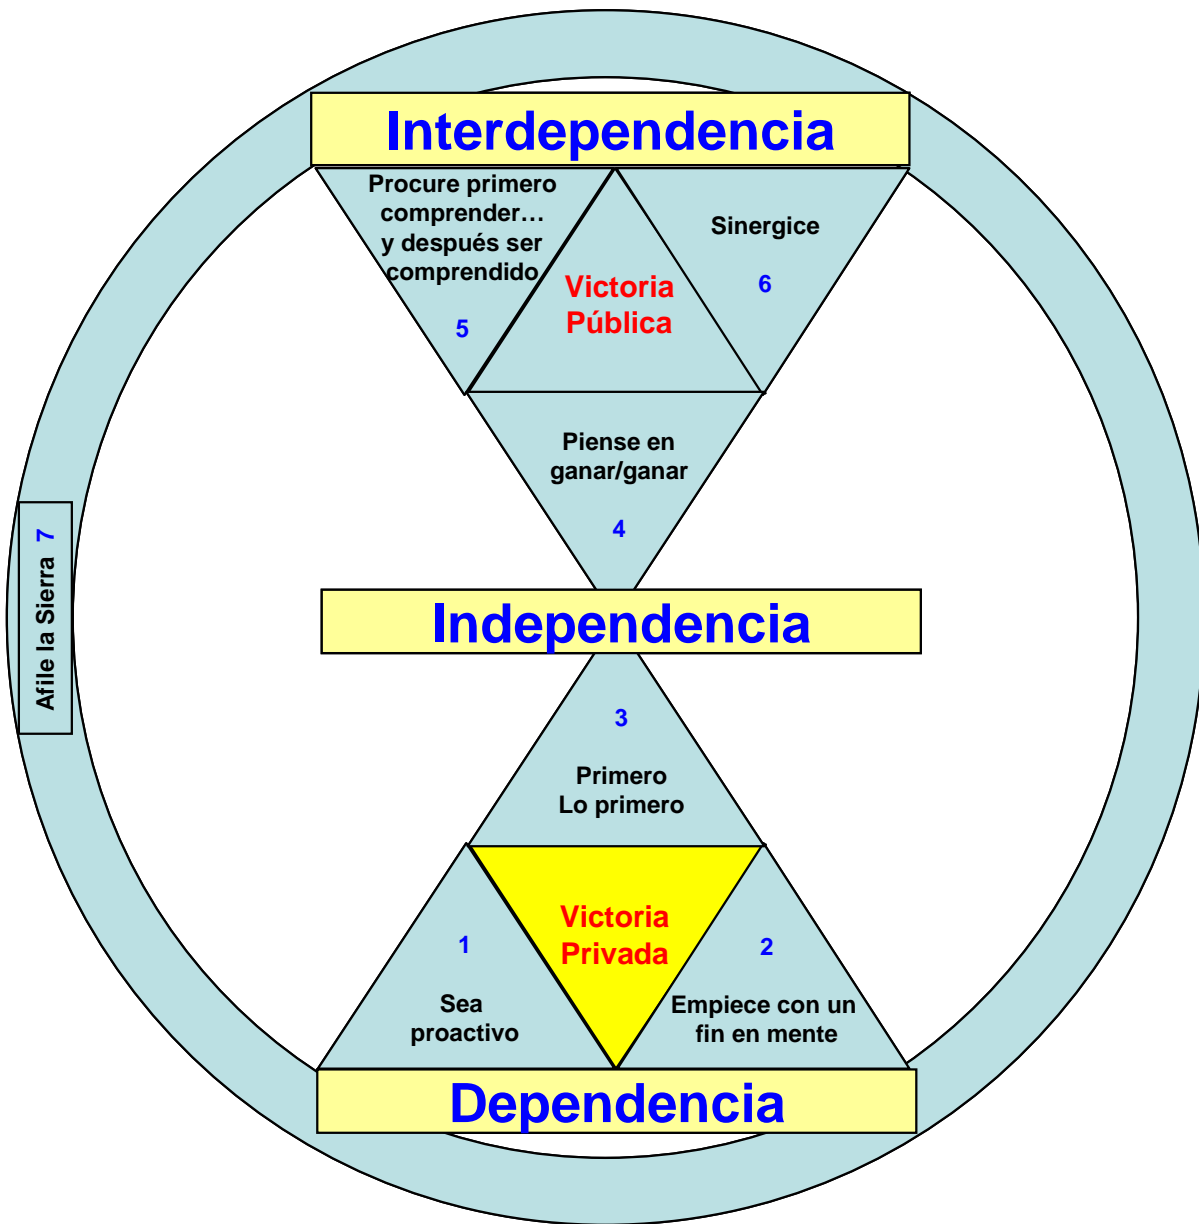 Interdependencia
Procure primero
comprender…
y después ser
comprendido
5
Victoria
Pública
Sinergice
6
Piense en
ganar/ganar
4
Afile la Sierra 7
Independencia
3
Primero
Lo primero
1
Sea
proactivo
Victoria
Privada
2
Empiece con un
fin en mente
Dependencia